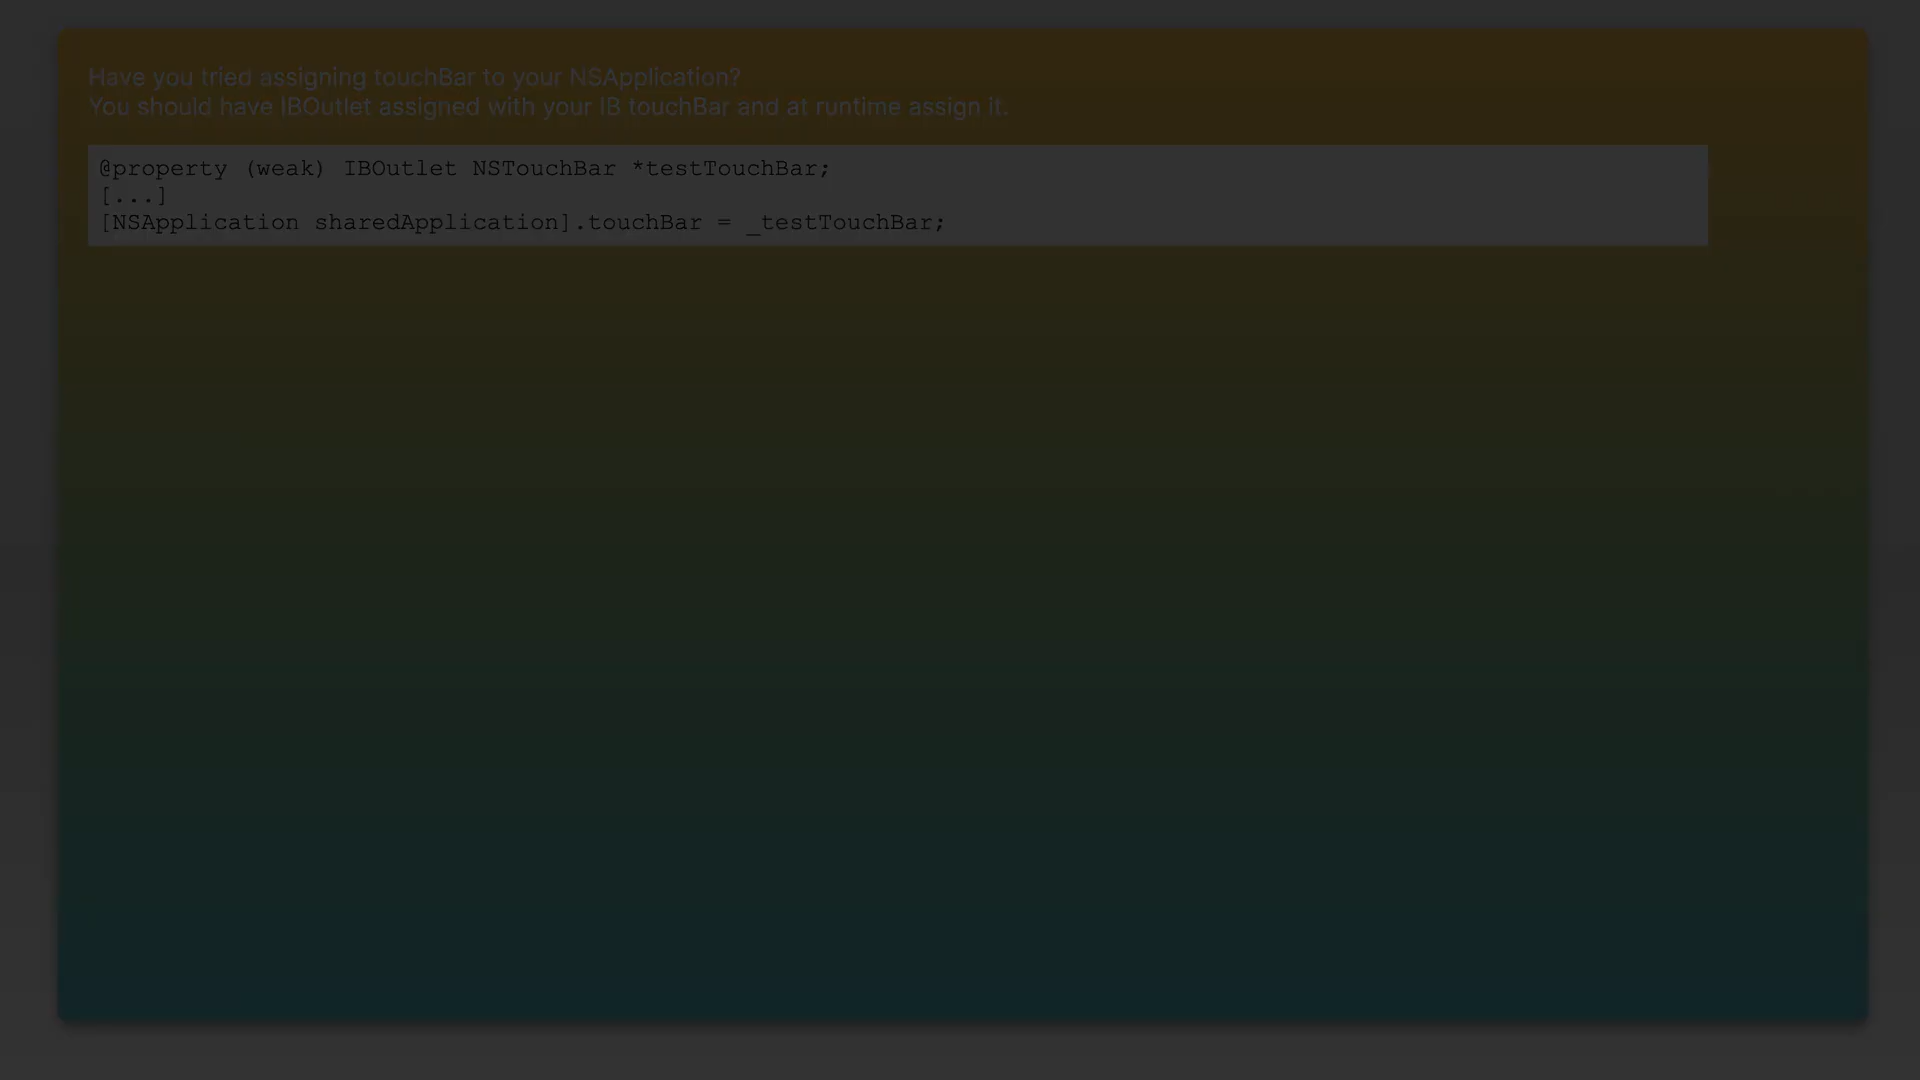 Have you tried assigning touchBar to your NSApplication?
You should have IBOutlet assigned with your IB touchBar and at runtime assign it.
@property (weak) IBOutlet NSTouchBar *testTouchBar;
[...]
[NSApplication sharedApplication].touchBar = _testTouchBar;